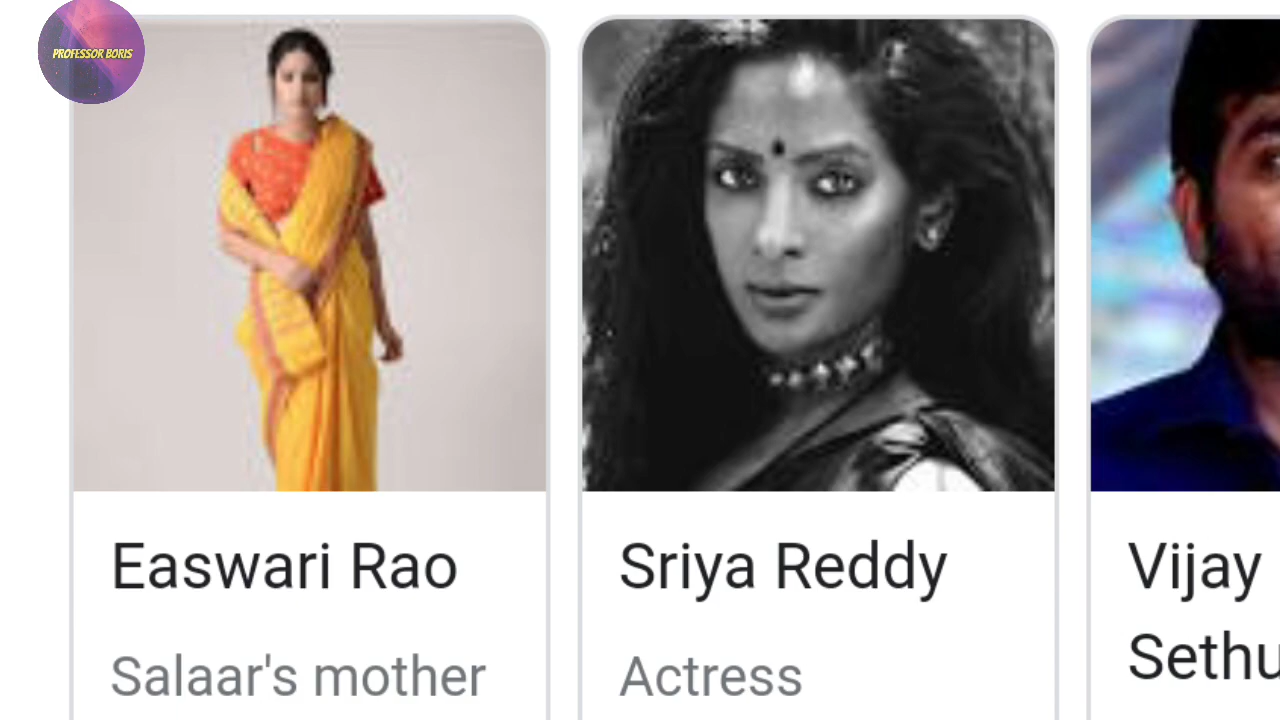 PROFESSOR BORIS
Easwari Rao
Salaar's mother
Sriya Reddy
Actress
Vijay
Sethu